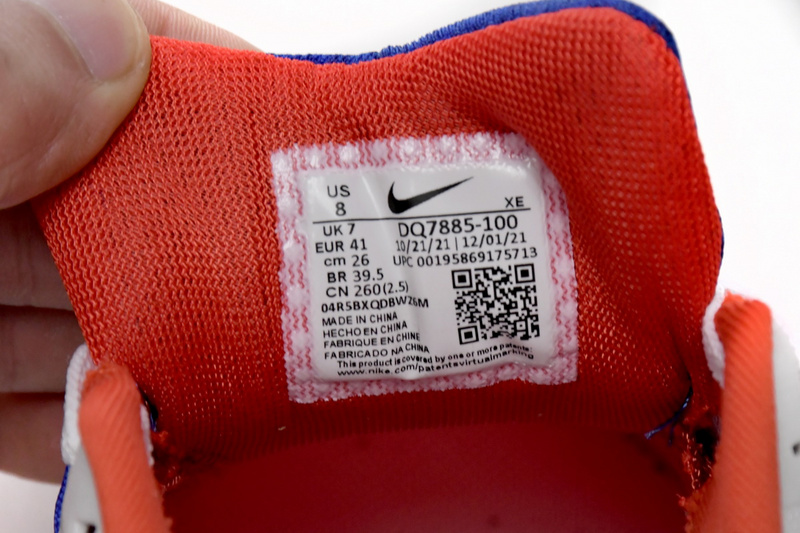 US
8
XE
UK 7
DQ7885-100
EUR 41
10/21/21 | 12/01/21
cm 26
UPC 00195869175713
BR 39.5
CN 260(2.5)
04R5BXQDBW26M
MADE IN CHINA
HECHO EN CHINA
FABRIQUE EN CHINE
FABRICADO NA CHINA
This product is covered by one or more patents:
www.nike.com/patentsvirtualmarking